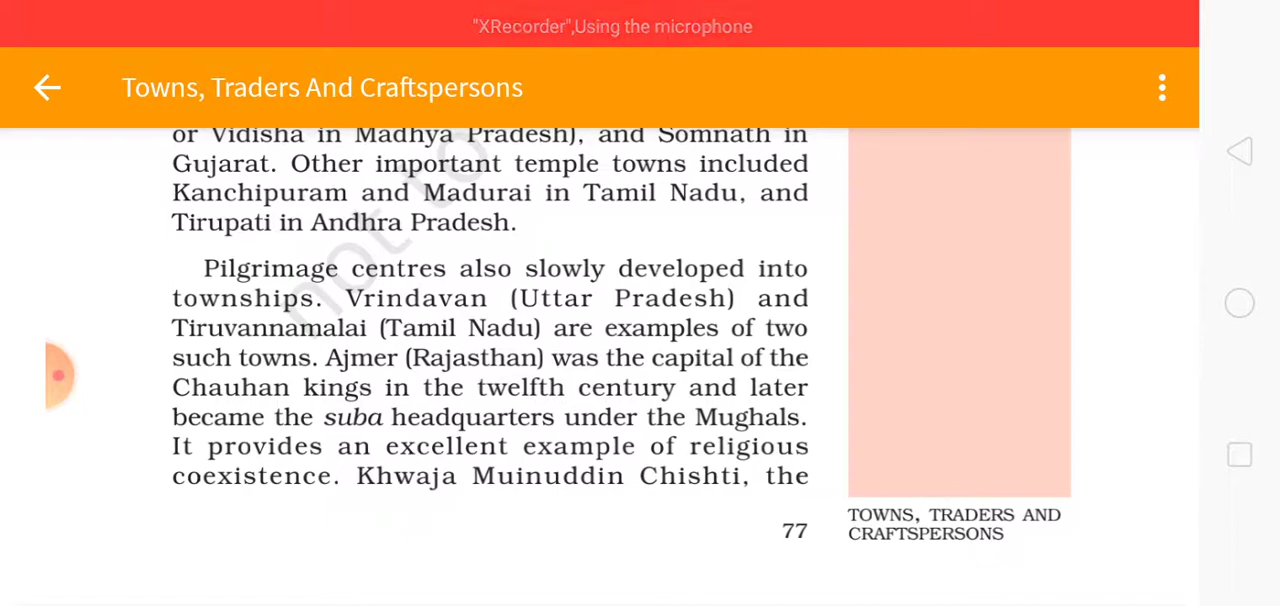 "XRecorder",Using the microphone
Towns, Traders And Craftspersons
or Vidisha in Madhya Pradesh), and Somnath in
Gujarat. Other important temple towns included
Kanchipuram and Madurai in Tamil Nadu, and
Tirupati in Andhra Pradesh.
Pilgrimage centres also slowly developed into
townships. Vrindavan (Uttar Pradesh) and
Tiruvannamalai (Tamil Nadu) are examples of two
such towns. Ajmer (Rajasthan) was the capital of the
Chauhan kings in the twelfth century and later
became the suba headquarters under the Mughals.
It provides an excellent example of religious
coexistence. Khwaja Muinuddin Chishti, the
not to
77
TOWNS, TRADERS AND
CRAFTSPERSONS